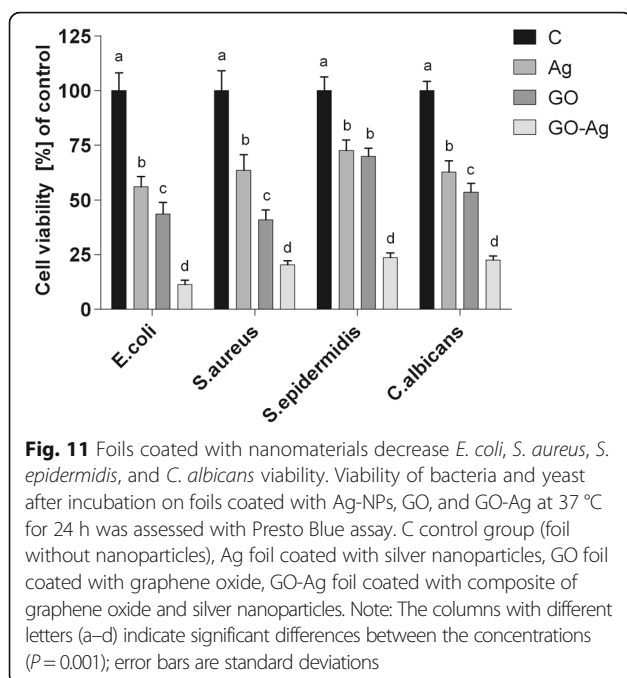 125
100
75
50
25
0
Cell viability [%] of control
C
Ag
GO
GO-Ag
a
b
c
d
a
b
c
d
a
b
b
d
a
b
c
d
E.coli
S.aureus
S.epidermidis
C.albicans
Fig. 11 Foils coated with nanomaterials decrease E. coli, S. aureus, S.
epidermidis, and C. albicans viability. Viability of bacteria and yeast
after incubation on foils coated with Ag-NPs, GO, and GO-Ag at 37 °C
for 24 h was assessed with Presto Blue assay. C control group (foil
without nanoparticles), Ag foil coated with silver nanoparticles, GO foil
coated with graphene oxide, GO-Ag foil coated with composite of
graphene oxide and silver nanoparticles. Note: The columns with different
letters (a–d) indicate significant differences between the concentrations
(P = 0.001); error bars are standard deviations